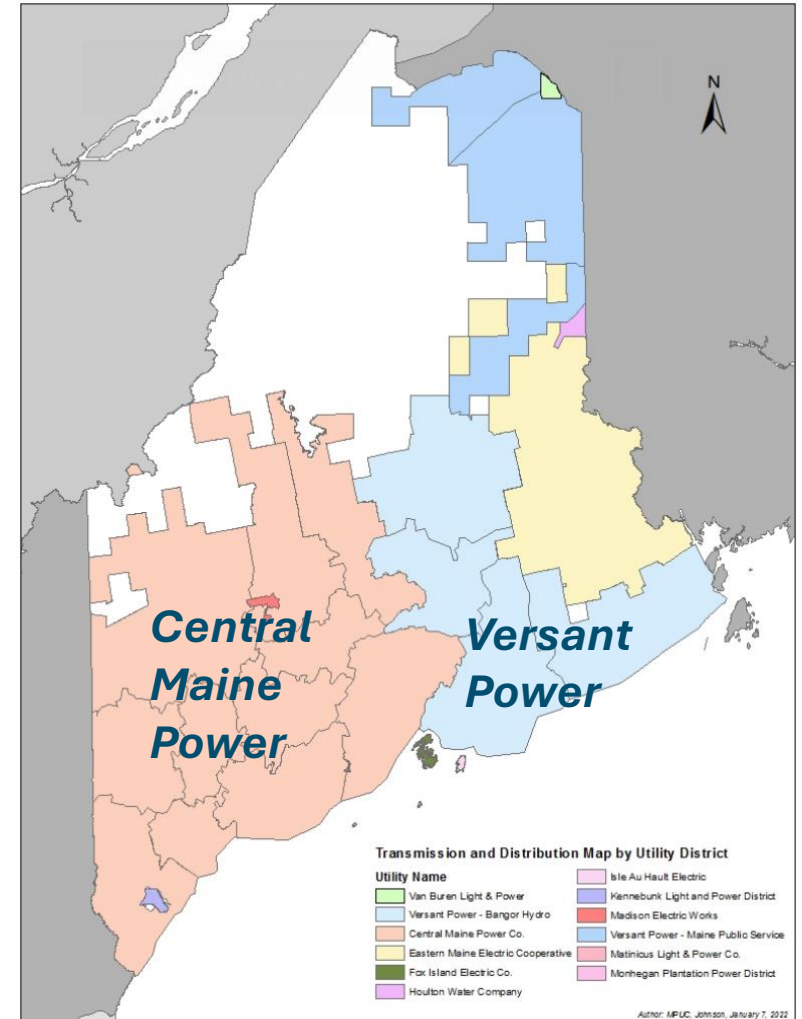 N
Central
Maine
Power
Versant
Power
Transmission and Distribution Map by Utility District
Utility Name
Van Buren Light & Power
Versant Power - Bangor Hydro
Central Maine Power Co.
Eastern Maine Electric Cooperative
Fox Island Electric Co.
Houlton Water Company
Isle Au Hault Electric
Kennebunk Light and Power District
Madison Electric Works
Versant Power - Maine Public Service
Matinicus Light & Power Co.
Monhegan Plantation Power District
Author: MPUC, Johnson, January 7, 2022